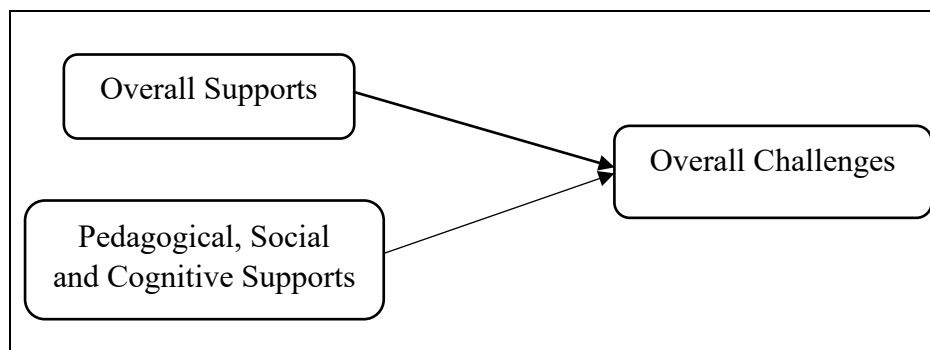 Overall Supports
Overall Challenges
Pedagogical, Social
and Cognitive Supports